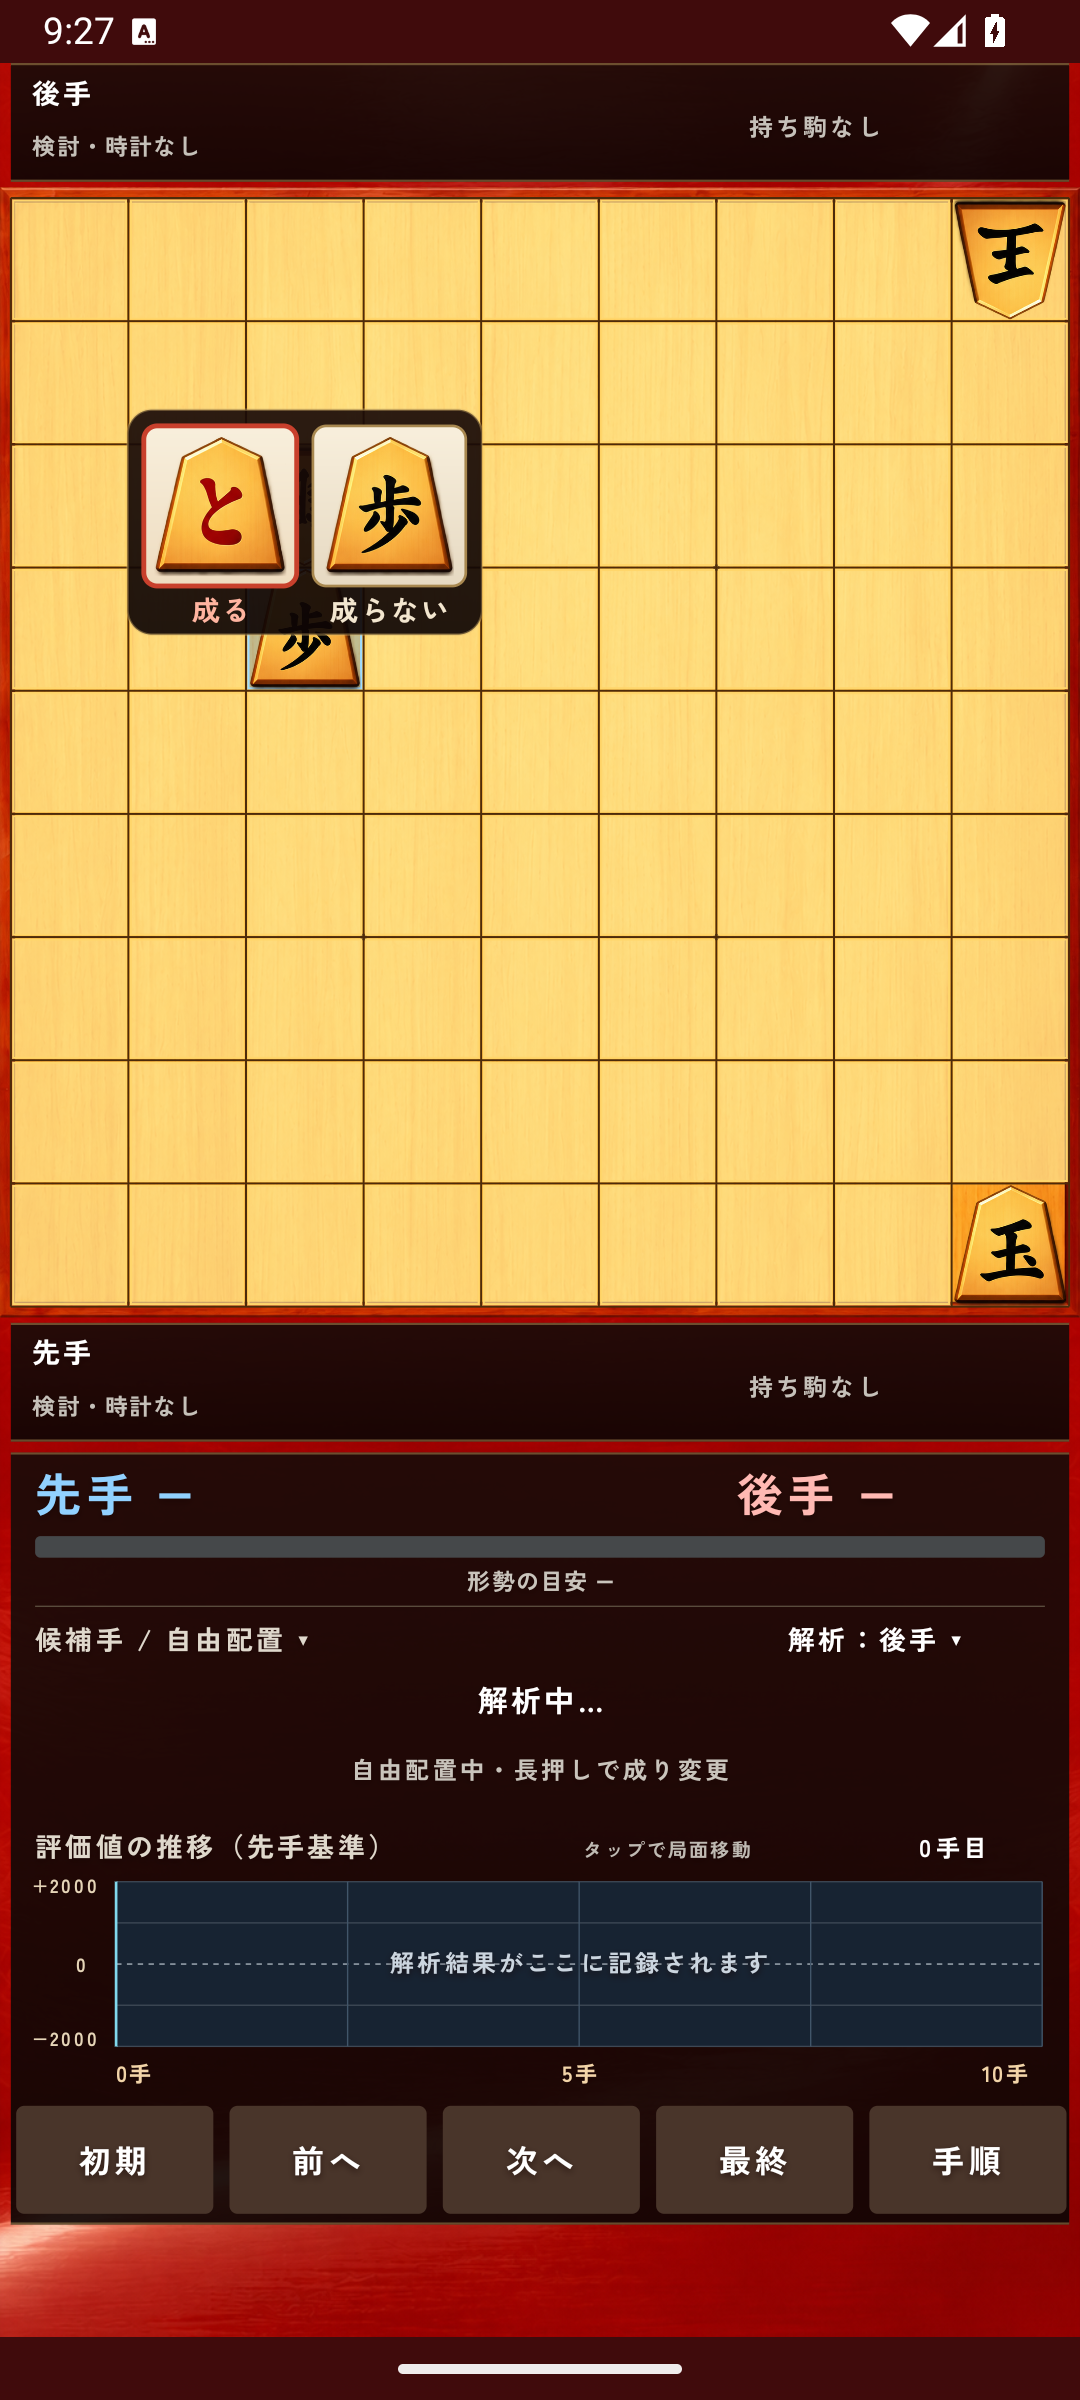 9:27
後手
検討・時計なし
持ち駒なし
王
と
歩
成る
成らない
歩
玉
先手
検討・時計なし
持ち駒なし
先手 −
後手 −
形勢の目安 −
候補手 / 自由配置 ▼
解析：後手 ▼
解析中…
自由配置中・長押しで成り変更
評価値の推移（先手基準）
タップで局面移動
0手目
+2000
0
−2000
解析結果がここに記録されます
0手
5手
10手
初期
前へ
次へ
最終
手順